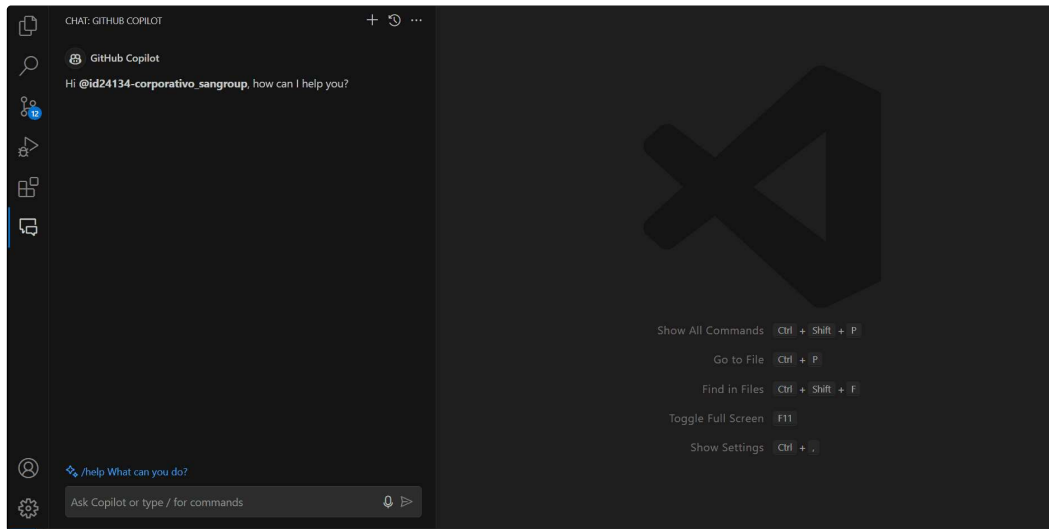 CHAT: GITHUB COPILOT
GitHub Copilot
Hi @id24134-corporativo_sangroup, how can I help you?
12
Show All Commands Ctrl + Shift + P
Go to File Ctrl + P
Find in Files Ctrl + Shift + F
Toggle Full Screen F11
Show Settings Ctrl + ,
/help What can you do?
Ask Copilot or type / for commands